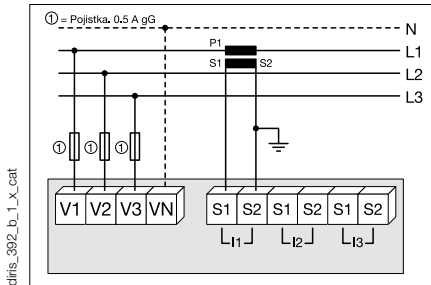 ① = Pojistka. 0.5 A gG
N
P1
L1
S1 S2
L2
L3
① ① ①
V1 V2 V3 VN S1 S2 S1 S2 S1 S2
I1 I2 I3
diris_392_b_1_x_cat